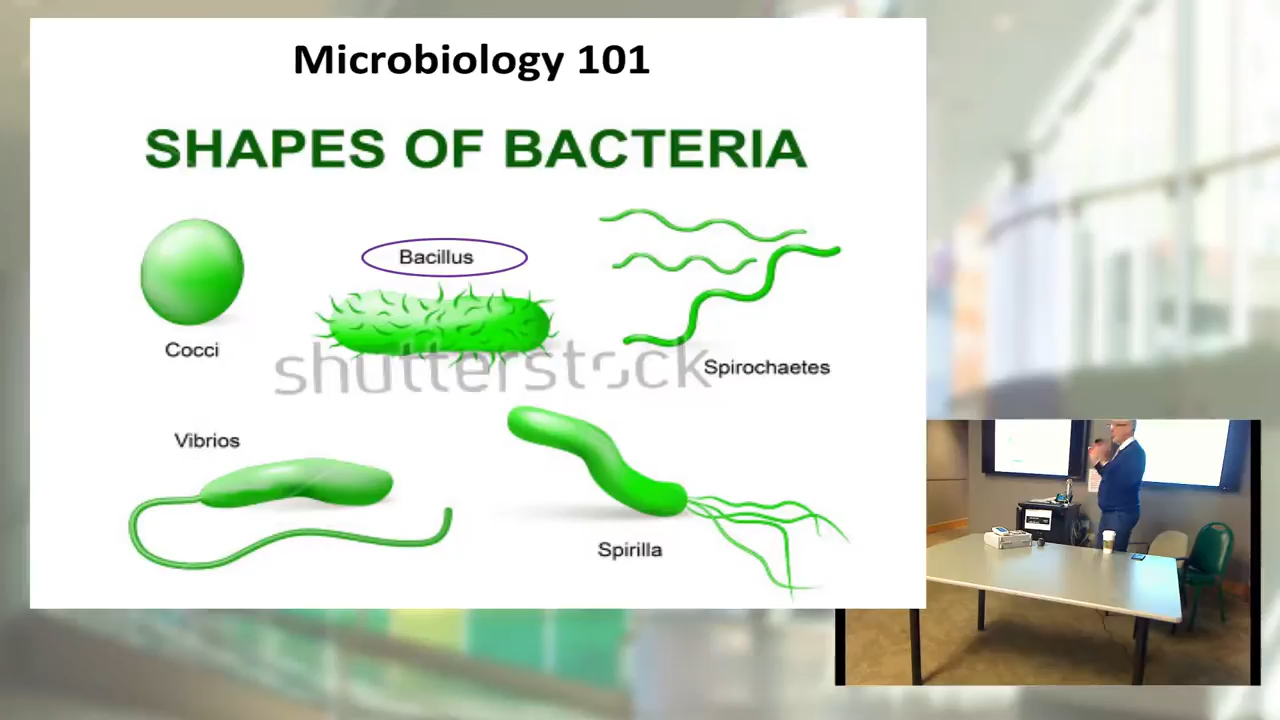 Microbiology 101
SHAPES OF BACTERIA
Bacillus
Cocci
shutterstock
Spirochaetes
Vibrios
Spirilla